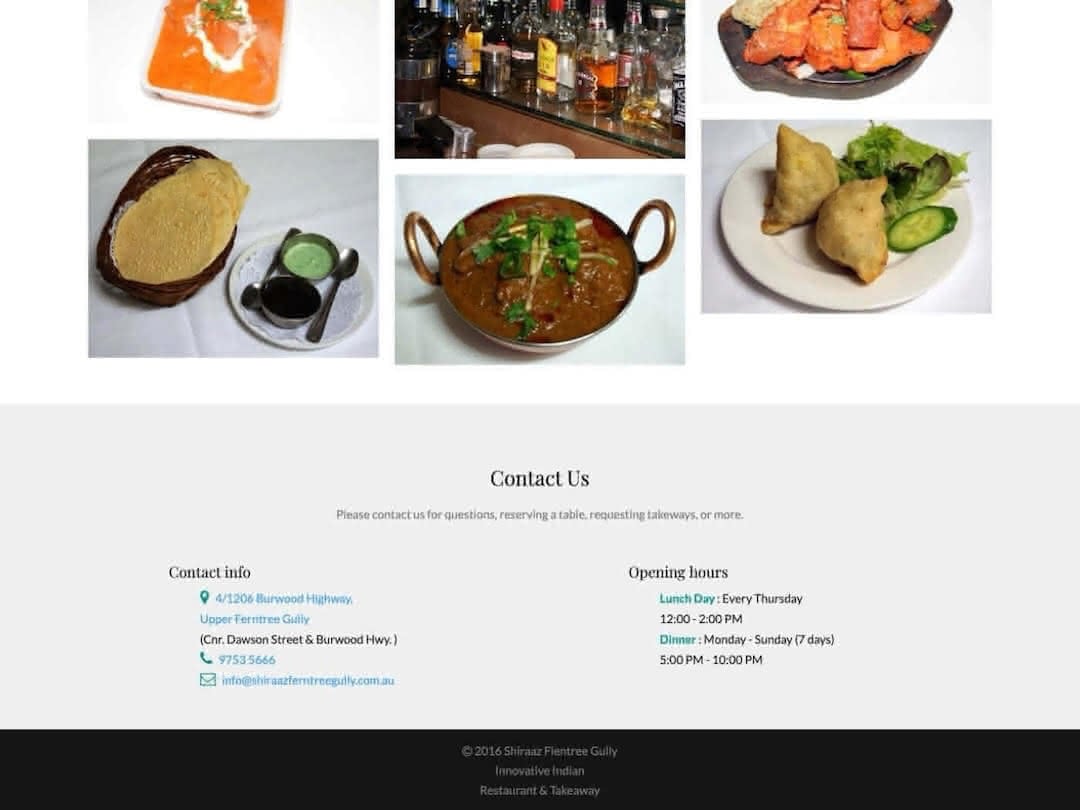 Contact Us
Please contact us for questions, reserving a table, requesting takeways, or more.
Contact info
4/1206 Burwood Highway,
Upper Ferntree Gully
(Cnr. Dawson Street & Burwood Hwy. )
9753 5666
info@shiraazferntreegully.com.au
Opening hours
Lunch Day : Every Thursday
12:00 - 2:00 PM
Dinner : Monday - Sunday (7 days)
5:00 PM - 10:00 PM
© 2016 Shiraaz Fientree Gully
Innovative Indian
Restaurant & Takeaway